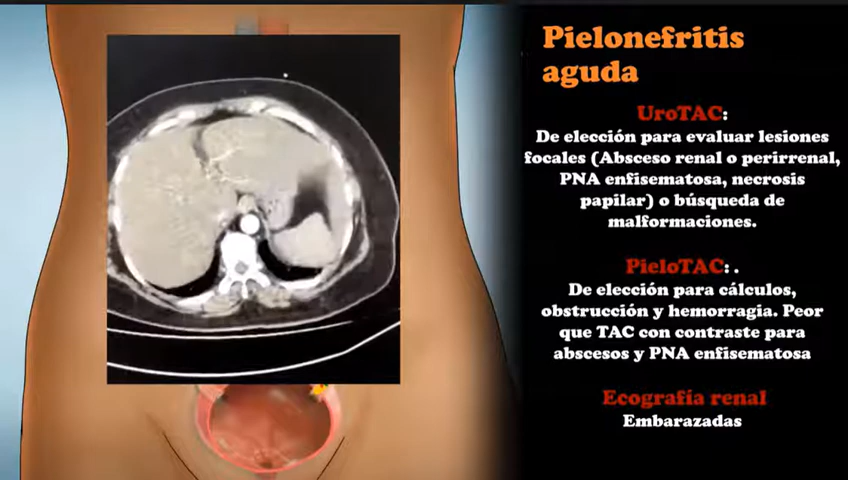 Pielonefritis
aguda
UroTAC:
De elección para evaluar lesiones
focales (Absceso renal o perirrenal,
PNA enfisematosa, necrosis
papilar) o búsqueda de
malformaciones.
PieloTAC: .
De elección para cálculos,
obstrucción y hemorragia. Peor
que TAC con contraste para
abscesos y PNA enfisematosa
Ecografía renal
Embarazadas